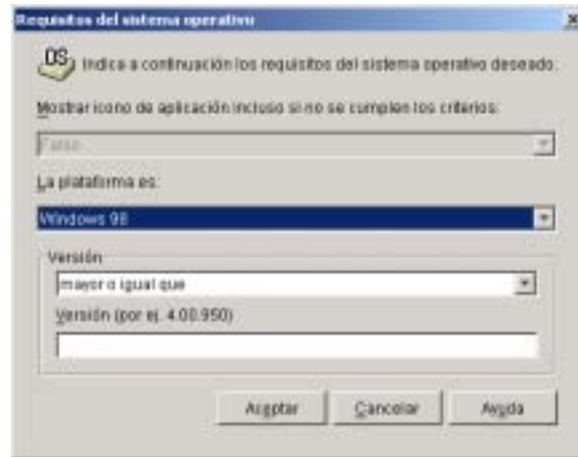 Requisitos del sistema operativo
OS
Indica a continuación los requisitos del sistema operativo deseado.
Mostrar icono de aplicación incluso si no se cumplen los criterios:
Falso
La plataforma es:
Windows 98
Versión
mayor o igual que
Versión (por ej. 4.00.950)
Aceptar Cancelar Ayuda